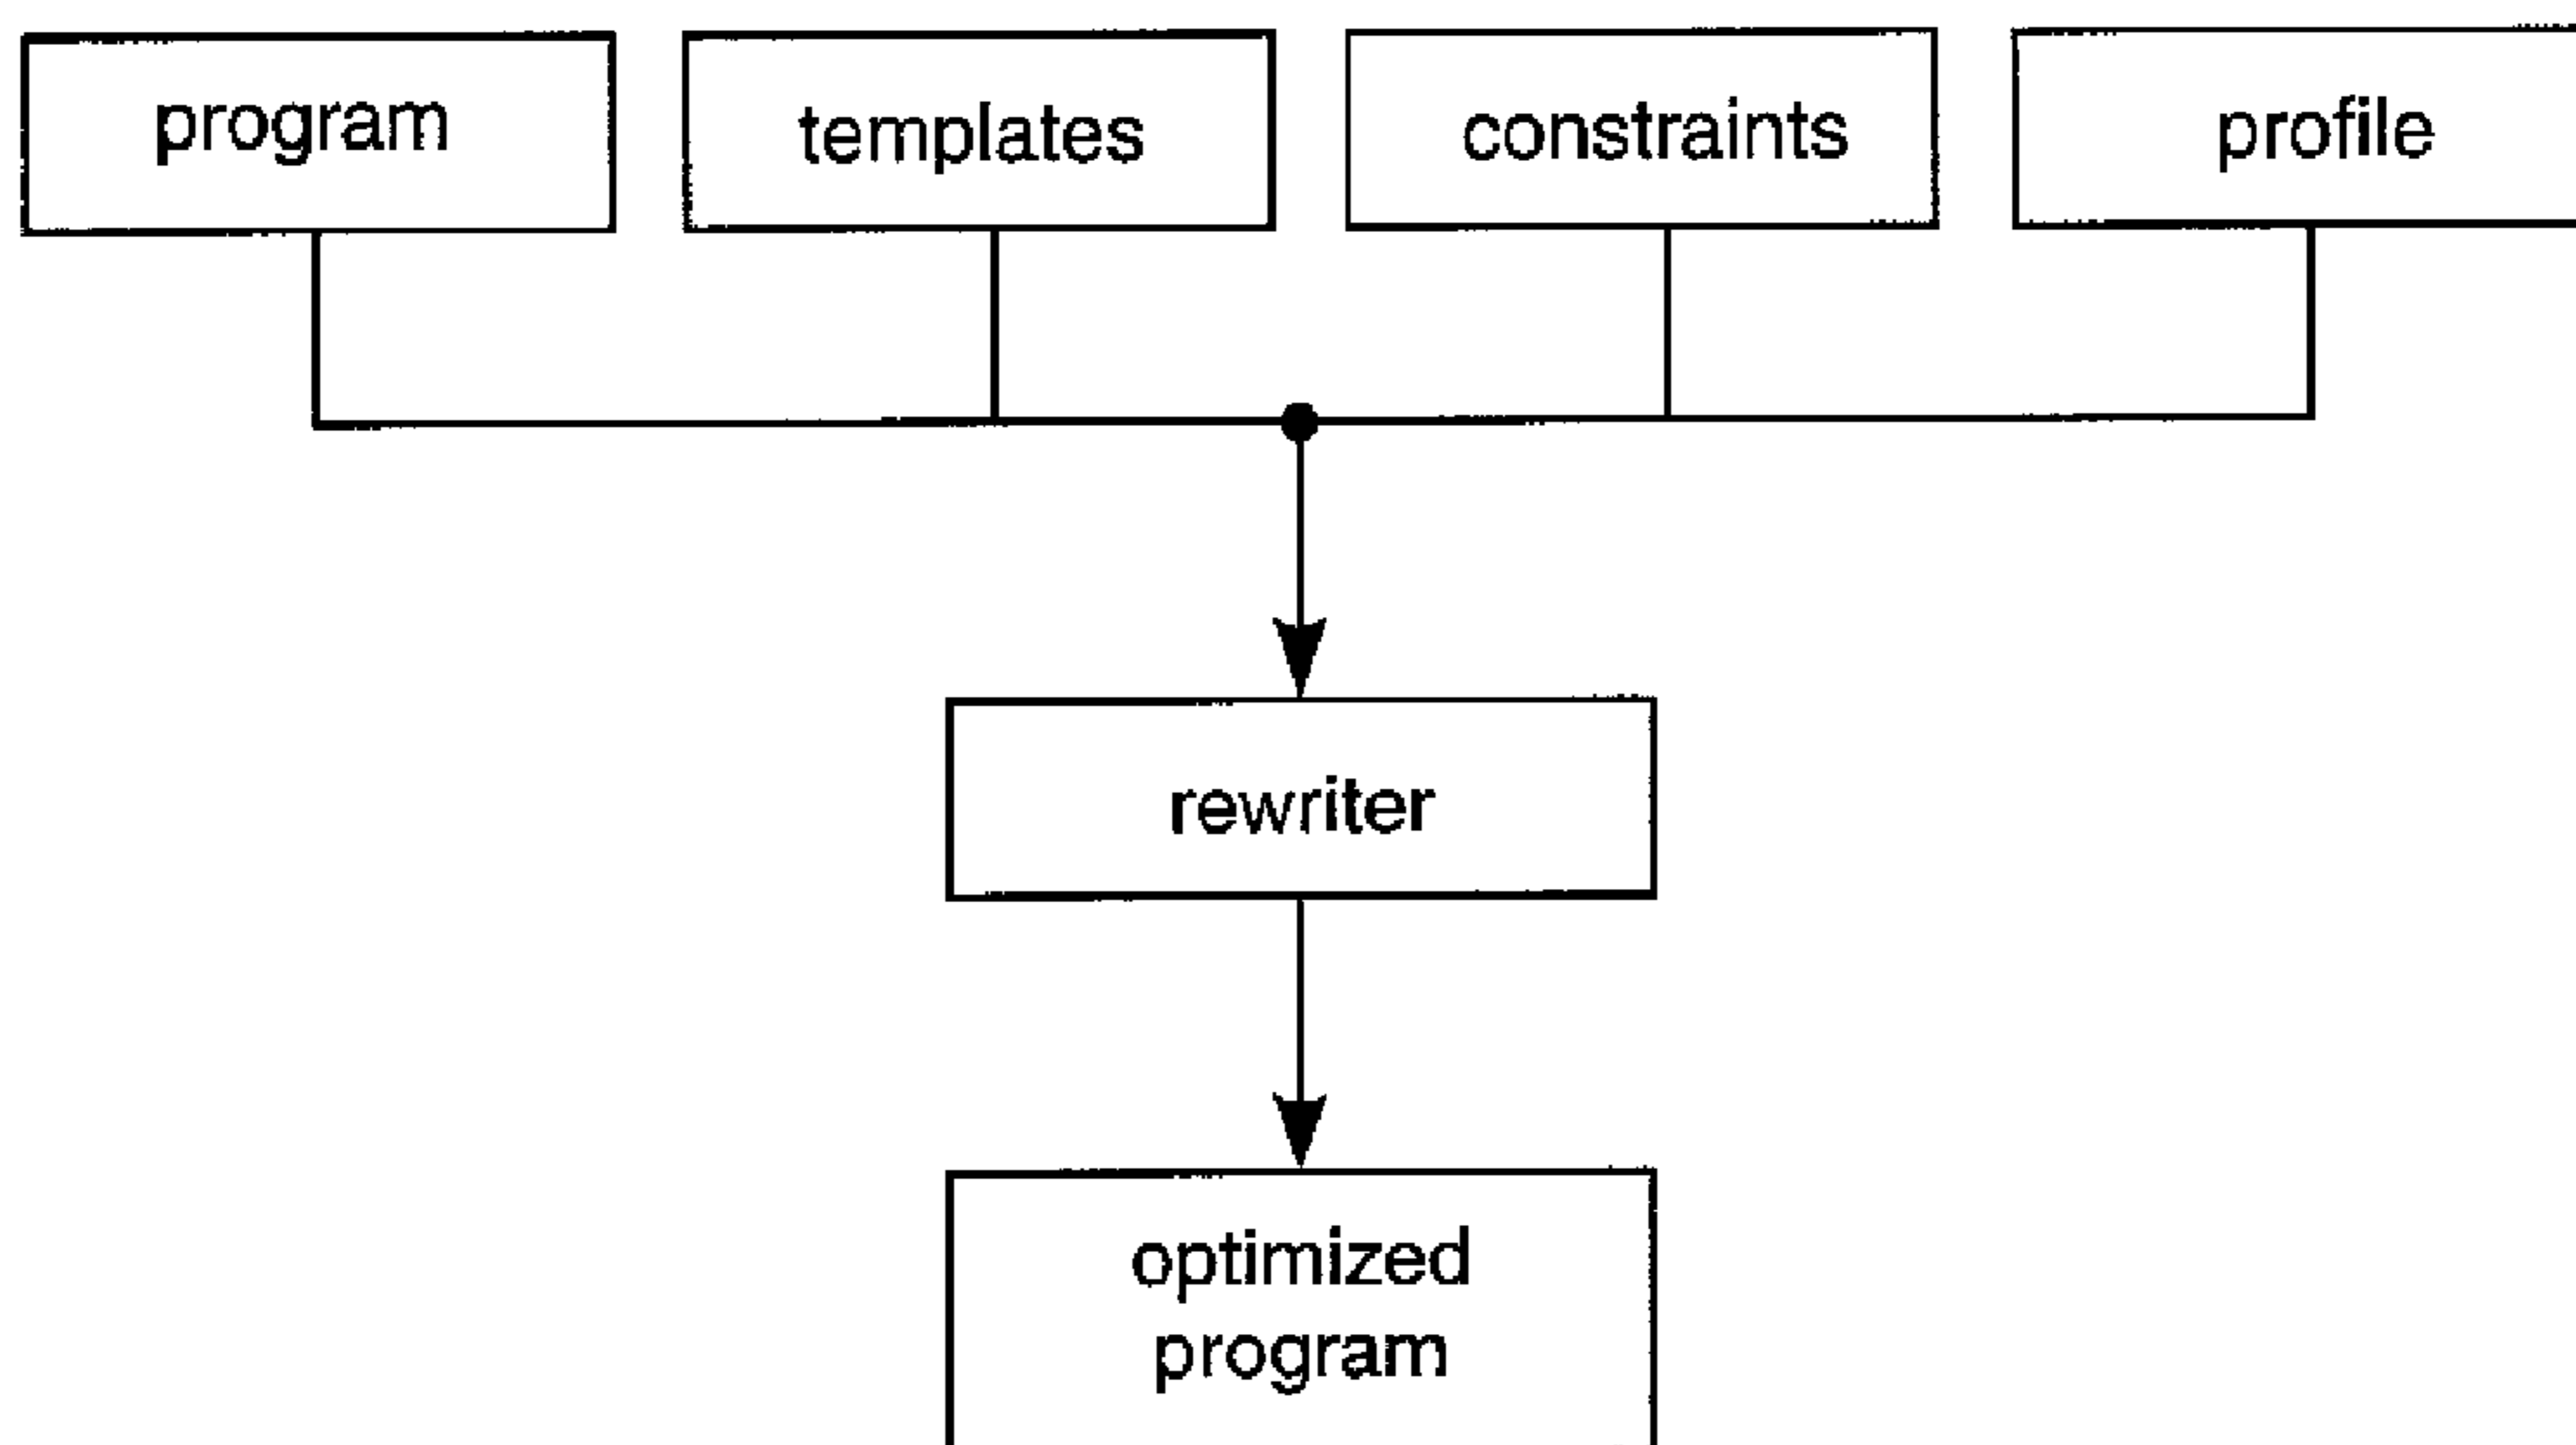 program
templates
constraints
profile
rewriter
optimized
program